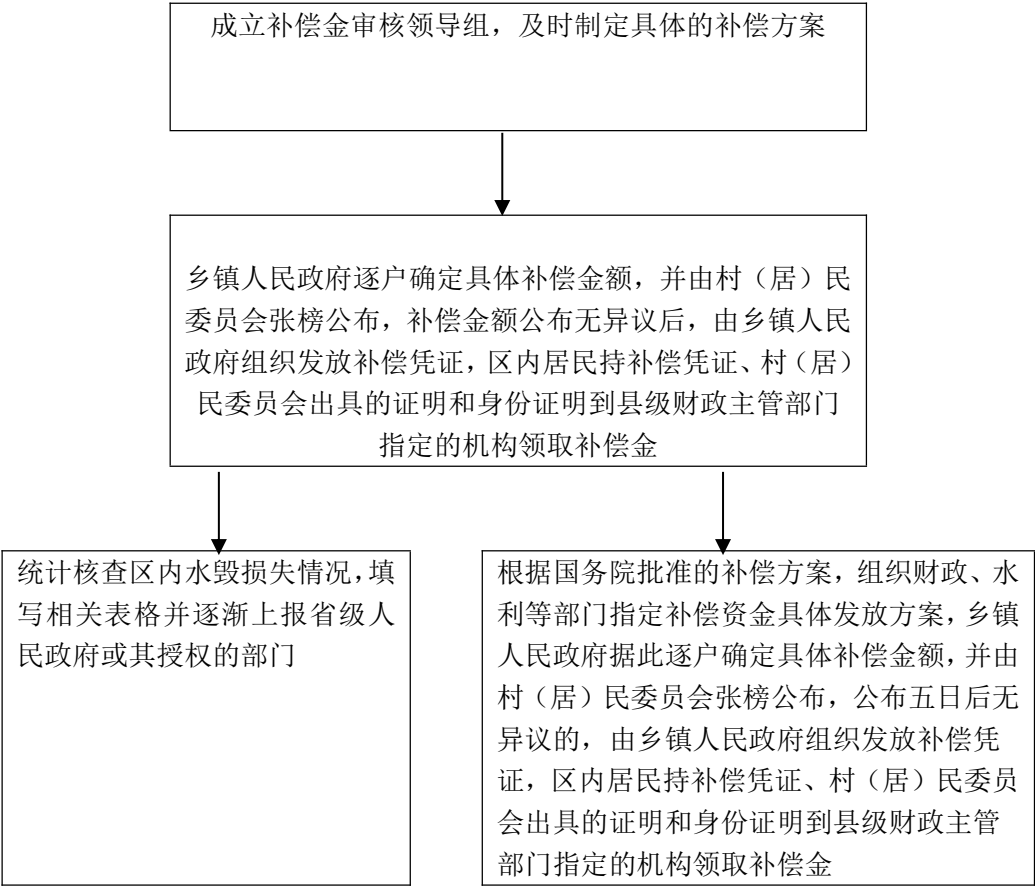 成立补偿金审核领导组，及时制定具体的补偿方案
乡镇人民政府逐户确定具体补偿金额，并由村（居）民
委员会张榜公布，补偿金额公布无异议后，由乡镇人民
政府组织发放补偿凭证，区内居民持补偿凭证、村（居）
民委员会出具的证明和身份证明到县级财政主管部门
指定的机构领取补偿金
统计核查区内水毁损失情况，填
写相关表格并逐渐上报省级人
民政府或其授权的部门
根据国务院批准的补偿方案，组织财政、水
利等部门指定补偿资金具体发放方案，乡镇
人民政府据此逐户确定具体补偿金额，并由
村（居）民委员会张榜公布，公布五日后无
异议的，由乡镇人民政府组织发放补偿凭
证，区内居民持补偿凭证、村（居）民委员
会出具的证明和身份证明到县级财政主管
部门指定的机构领取补偿金